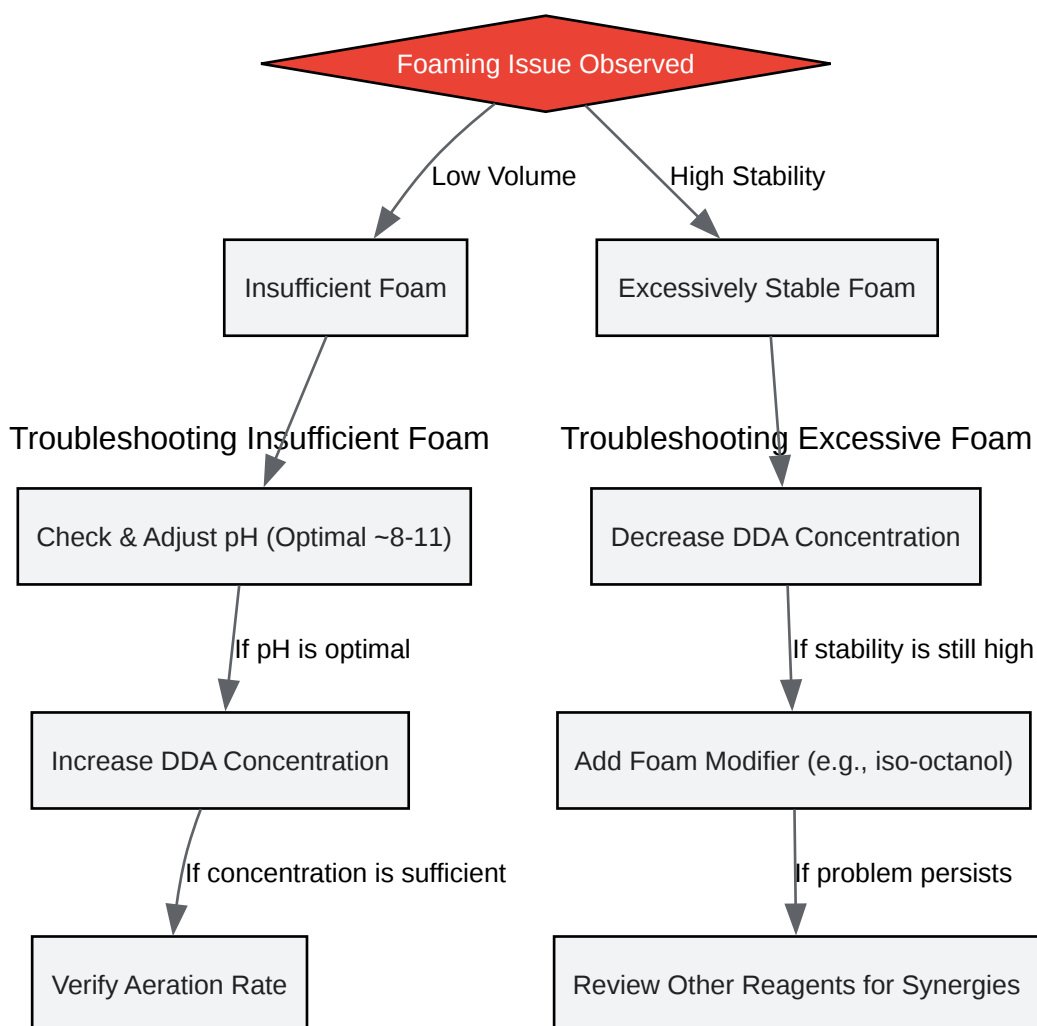 Foaming Issue Observed
Low Volume
High Stability
Insufficient Foam
Excessively Stable Foam
Troubleshooting Insufficient Foam
Troubleshooting Excessive Foam
Check & Adjust pH (Optimal ~8-11)
Decrease DDA Concentration
If pH is optimal
If stability is still high
Increase DDA Concentration
Add Foam Modifier (e.g., iso-octanol)
If concentration is sufficient
If problem persists
Verify Aeration Rate
Review Other Reagents for Synergies